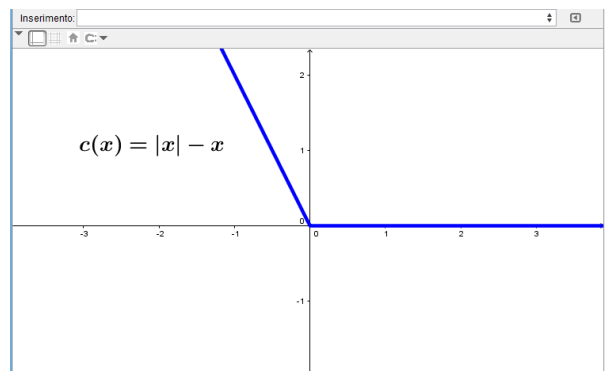 Inserimento:
2
c(x) = |x| − x
1
0
-3 -2 -1 0 1 2 3
-1